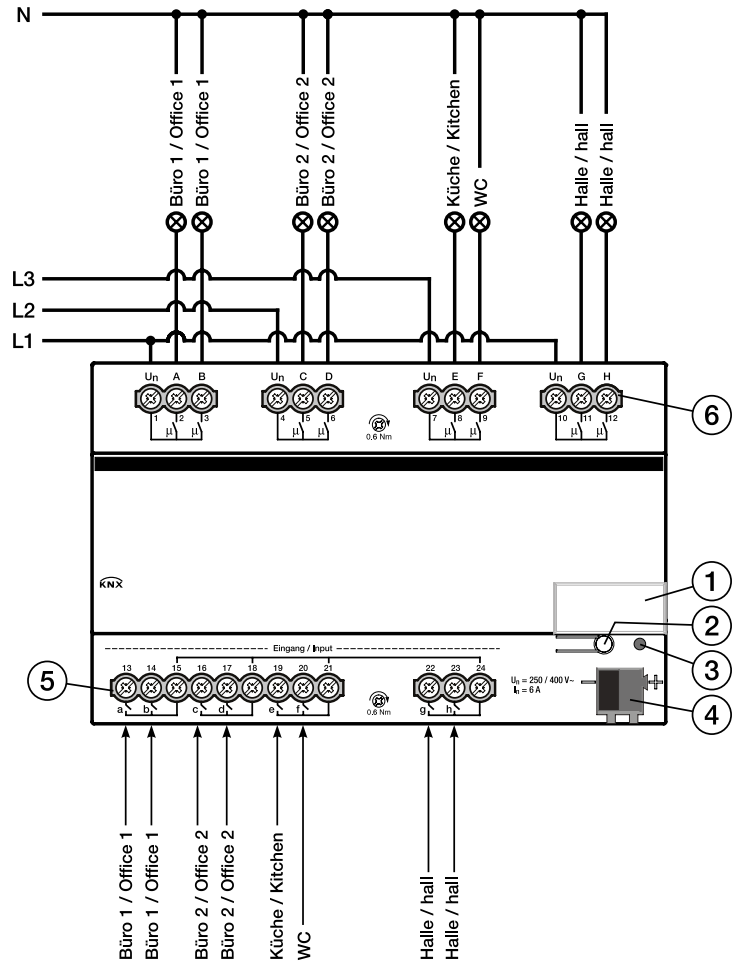 N
Büro 1 / Office 1
Büro 1 / Office 1
Büro 2 / Office 2
Büro 2 / Office 2
Küche / Kitchen
WC
Halle / hall
Halle / hall
L3
L2
L1
Un A B Un C D Un E F Un G H
1 2 3 4 5 6 7 8 9 10 11 12
µ µ µ µ µ µ µ µ
0,6 Nm
6
KNX
1
2
3
4
5
Eingang / Input
13 14 15 16 17 18 19 20 21 22 23 24
a b c d e f g h
0,6 Nm
Un = 250 / 400 V~
In = 6 A
Büro 1 / Office 1
Büro 1 / Office 1
Büro 2 / Office 2
Büro 2 / Office 2
Küche / Kitchen
WC
Halle / hall
Halle / hall